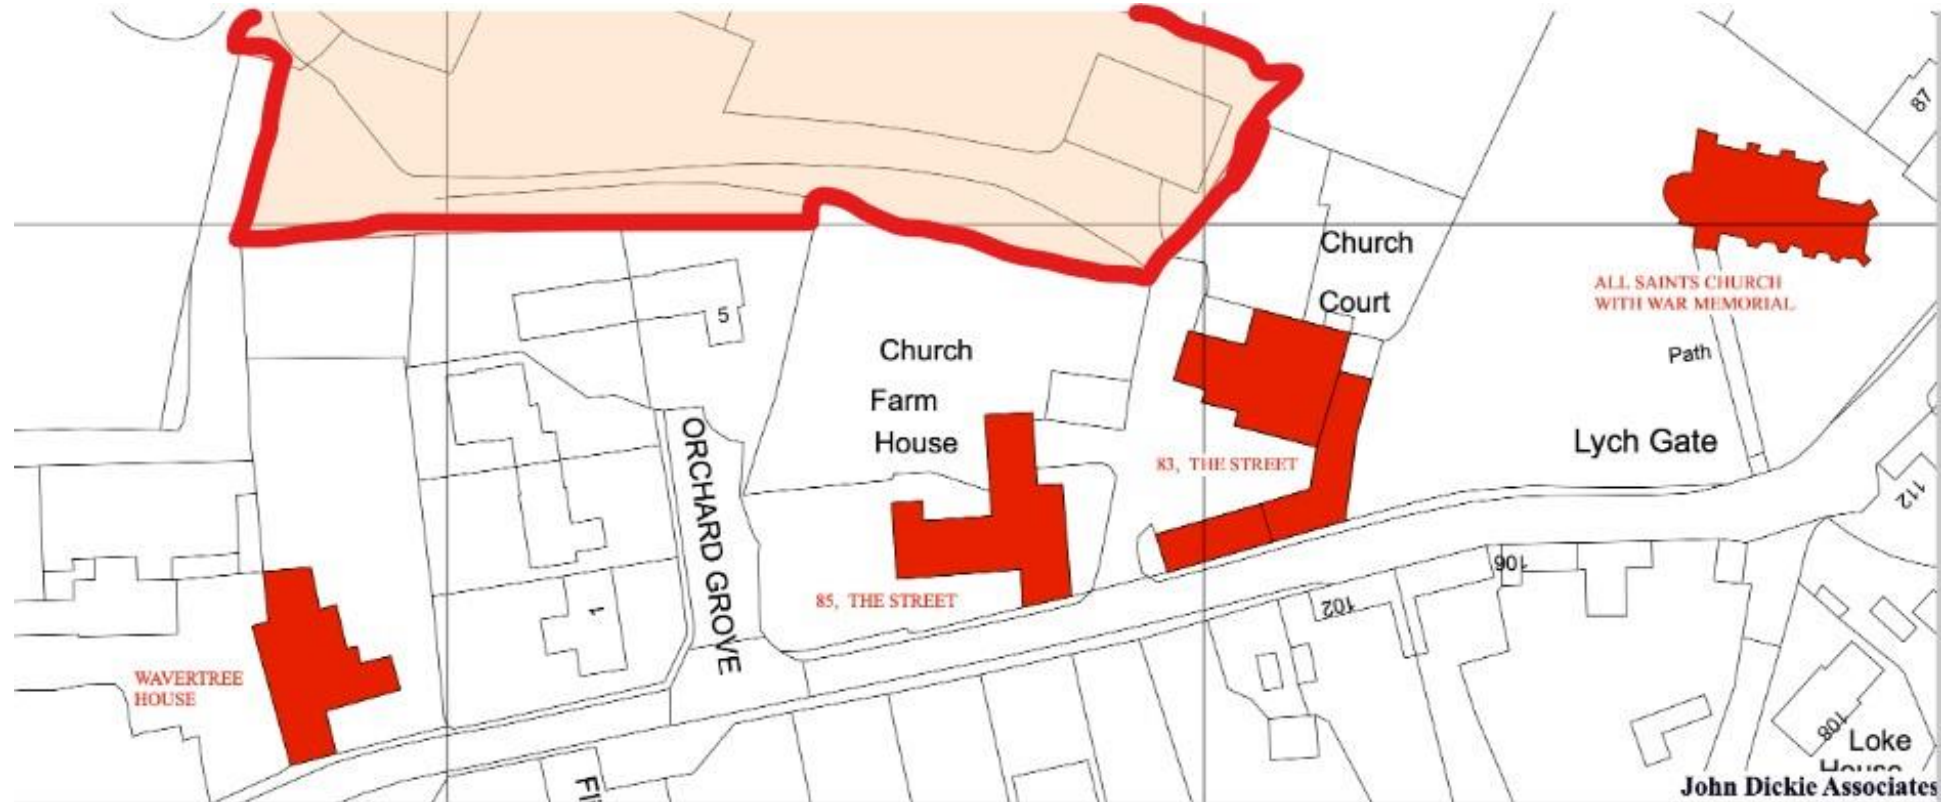 87
Church
Court
ALL SAINTS CHURCH
WITH WAR MEMORIAL
5
Church
Farm
House
Path
ORCHARD GROVE
83, THE STREET
Lych Gate
112
106
1
85, THE STREET
102
WAVERTREE
HOUSE
108
Loke
House
John Dickie Associates